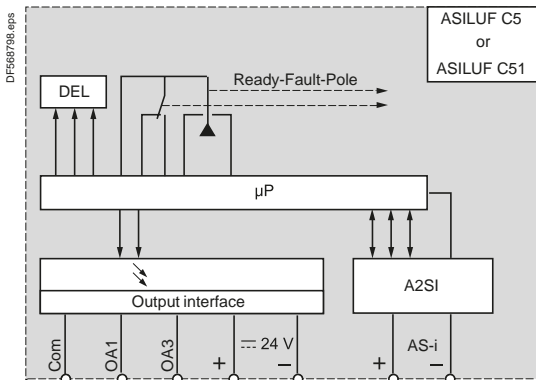 DF568798.eps
ASILUF C5
or
ASILUF C51
Ready-Fault-Pole
DEL
µP
Output interface
A2SI
Com
OA1
OA3
+
⎓ 24 V
–
+
AS-i
–